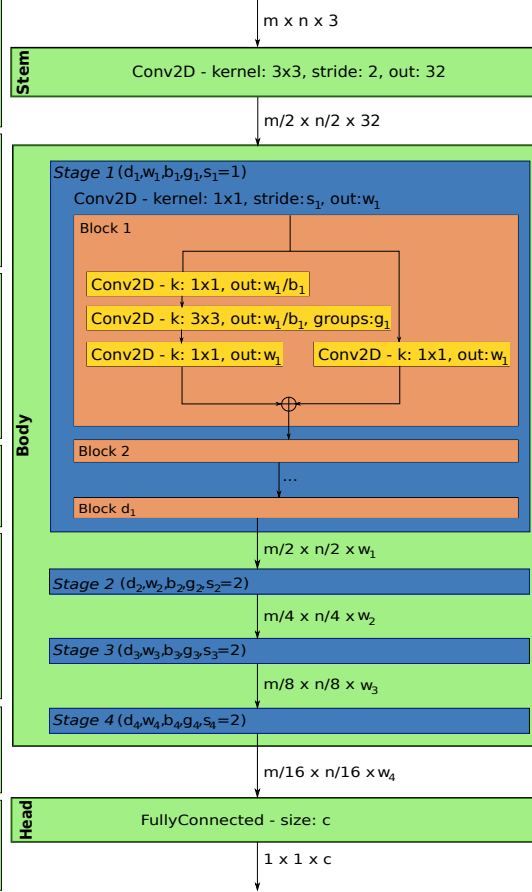 m x n x 3
Stem
Conv2D - kernel: 3x3, stride: 2, out: 32
m/2 x n/2 x 32
Body
Stage 1 (d₁,w₁,b₁,g₁,s₁=1)
Conv2D - kernel: 1x1, stride:s₁, out:w₁
Block 1
Conv2D - k: 1x1, out:w₁/b₁
Conv2D - k: 3x3, out:w₁/b₁, groups:g₁
Conv2D - k: 1x1, out:w₁
Conv2D - k: 1x1, out:w₁
Block 2
...
Block d₁
m/2 x n/2 x w₁
Stage 2 (d₂,w₂,b₂,g₂,s₂=2)
m/4 x n/4 x w₂
Stage 3 (d₃,w₃,b₃,g₃,s₃=2)
m/8 x n/8 x w₃
Stage 4 (d₄,w₄,b₄,g₄,s₄=2)
m/16 x n/16 x w₄
Head
FullyConnected - size: c
1 x 1 x c